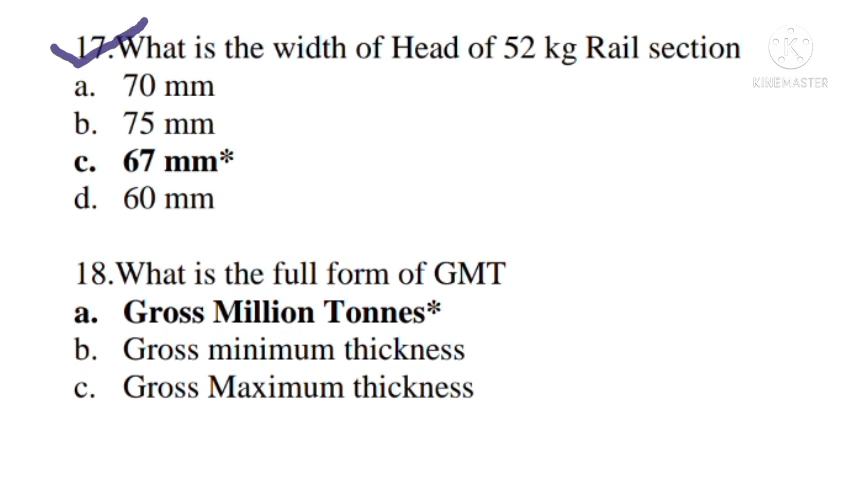 17.What is the width of Head of 52 kg Rail section
a. 70 mm
b. 75 mm
c. 67 mm*
d. 60 mm
18.What is the full form of GMT
a. Gross Million Tonnes*
b. Gross minimum thickness
c. Gross Maximum thickness
K
KINEMASTER